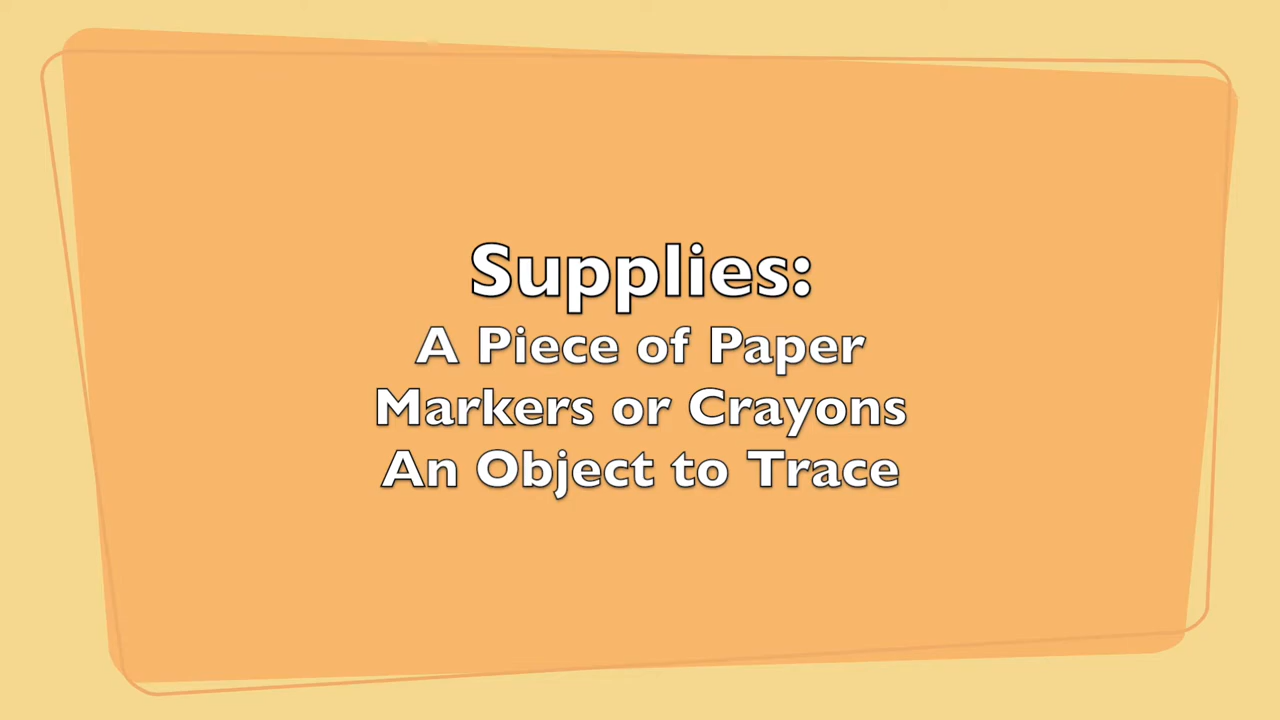 Supplies:
A Piece of Paper
Markers or Crayons
An Object to Trace